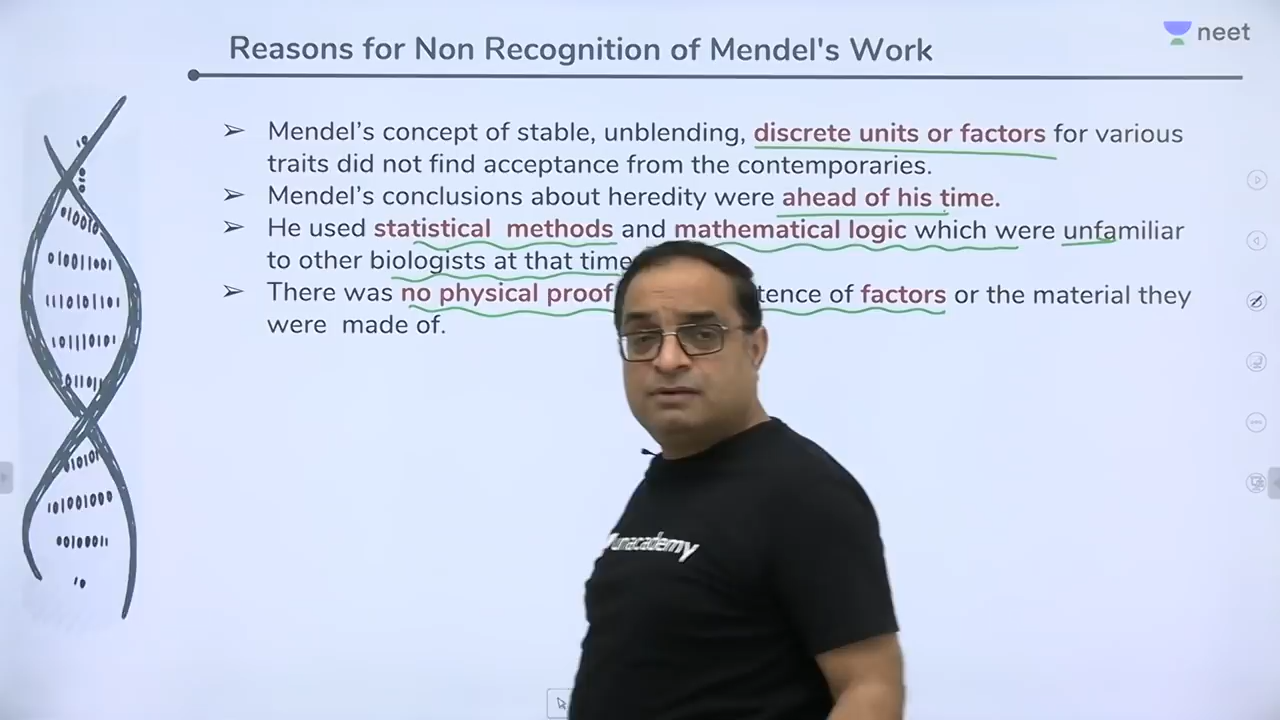 Reasons for Non Recognition of Mendel's Work
neet
➢ Mendel's concept of stable, unblending, discrete units or factors for various
traits did not find acceptance from the contemporaries.
➢ Mendel's conclusions about heredity were ahead of his time.
➢ He used statistical methods and mathematical logic which were unfamiliar
to other biologists at that time
➢ There was no physical proof tence of factors or the material they
were made of.
unacademy